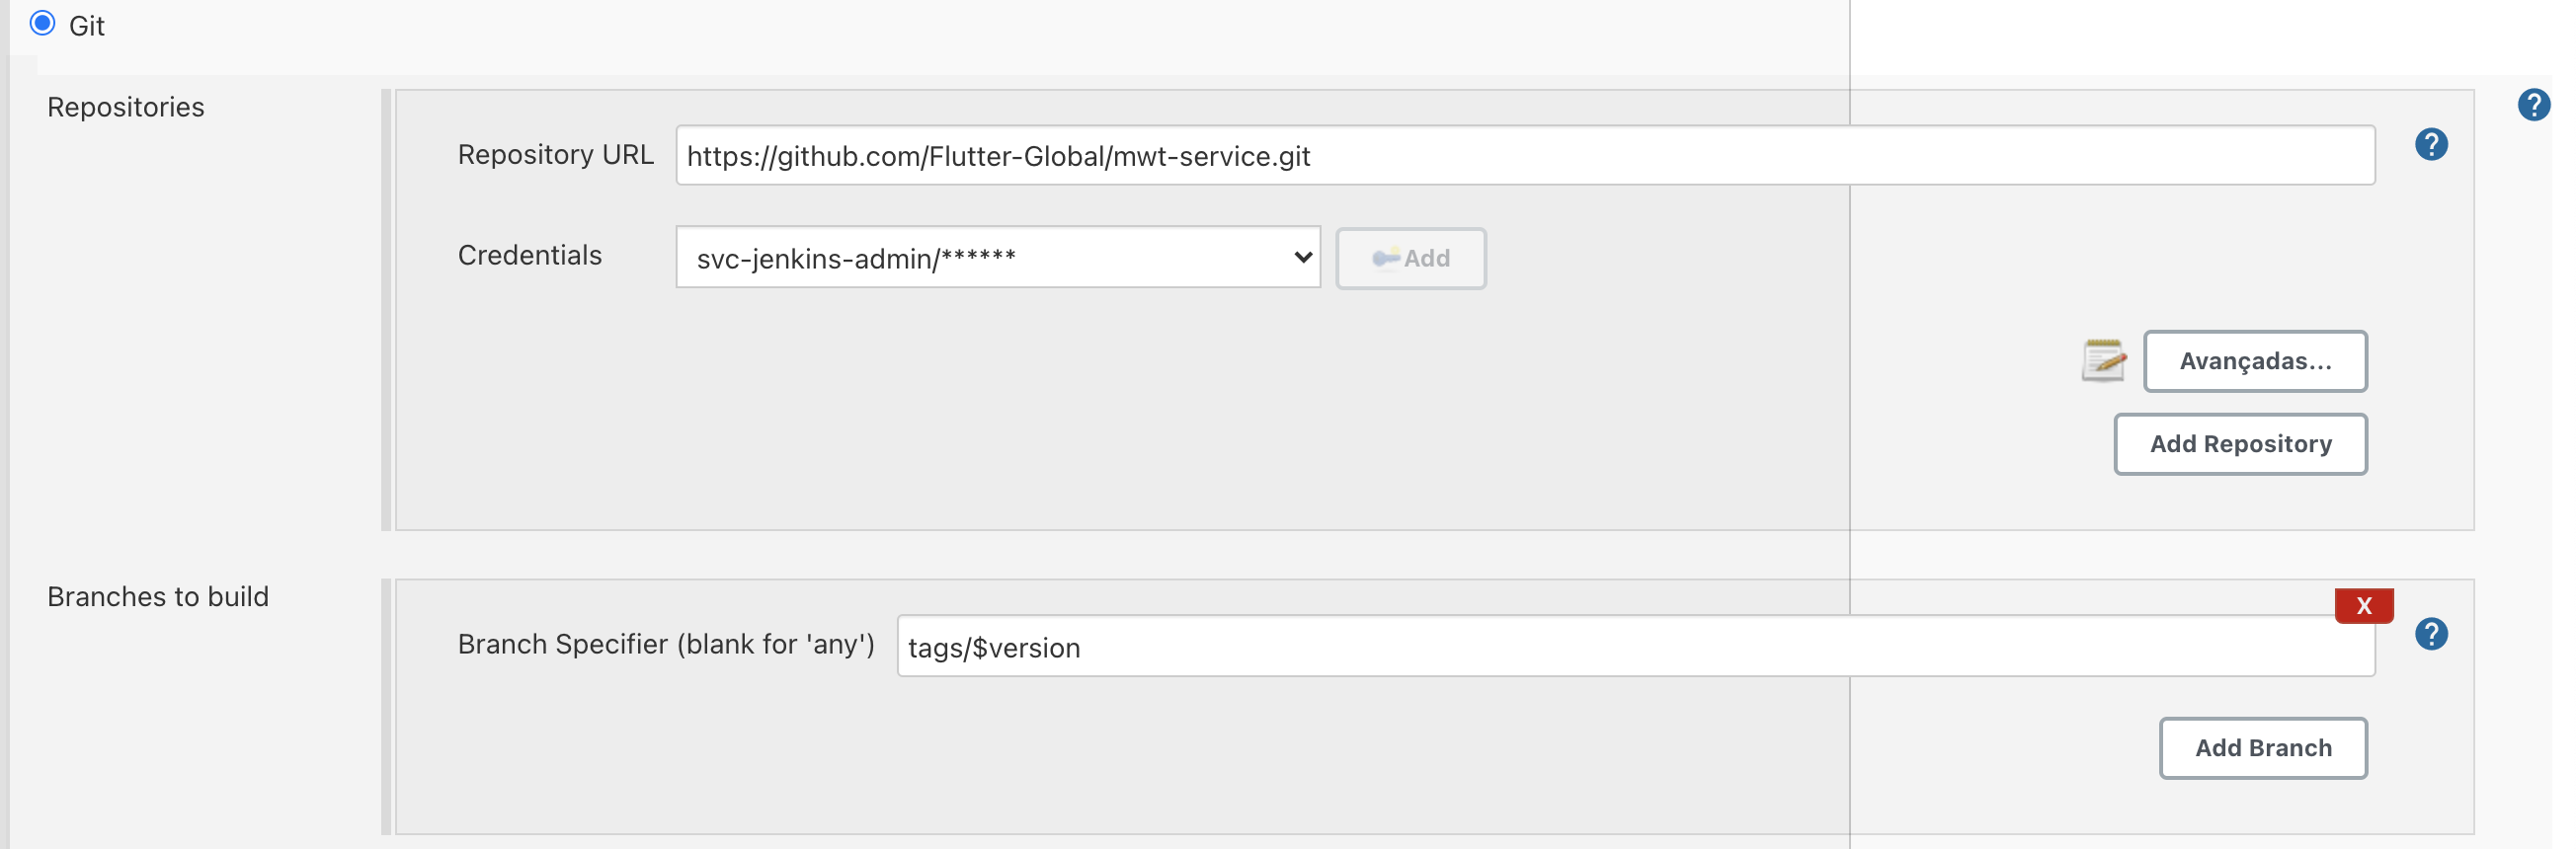 Git
Repositories
?
Repository URL
https://github.com/Flutter-Global/mwt-service.git
?
Credentials
svc-jenkins-admin/******
Add
Avançadas...
Add Repository
Branches to build
X
Branch Specifier (blank for 'any')
tags/$version
?
Add Branch